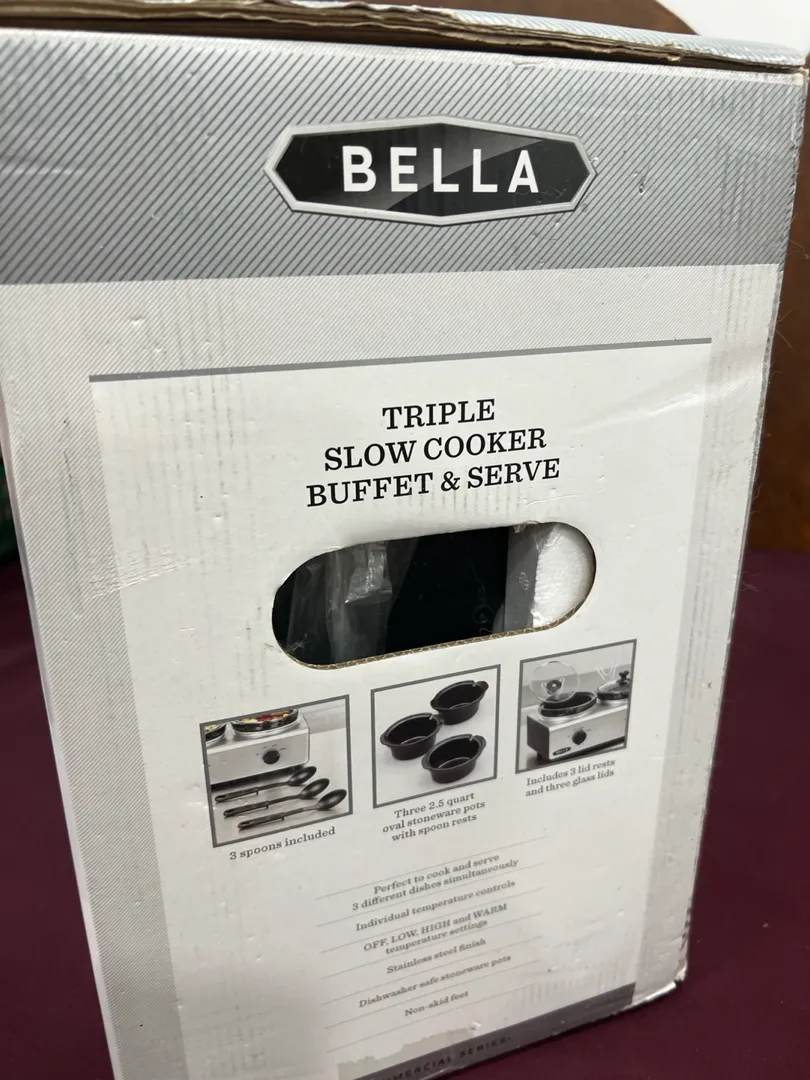 BELLA
TRIPLE
SLOW COOKER
BUFFET & SERVE
BELLA
3 spoons included
Three 2.5 quart
oval stoneware pots
with spoon rests
Includes 3 lid rests
and three glass lids
Perfect to cook and serve
3 different dishes simultaneously
Individual temperature controls
OFF, LOW, HIGH and WARM
temperature settings
Stainless steel finish
Dishwasher safe stoneware pots
Non-skid feet
SERIES